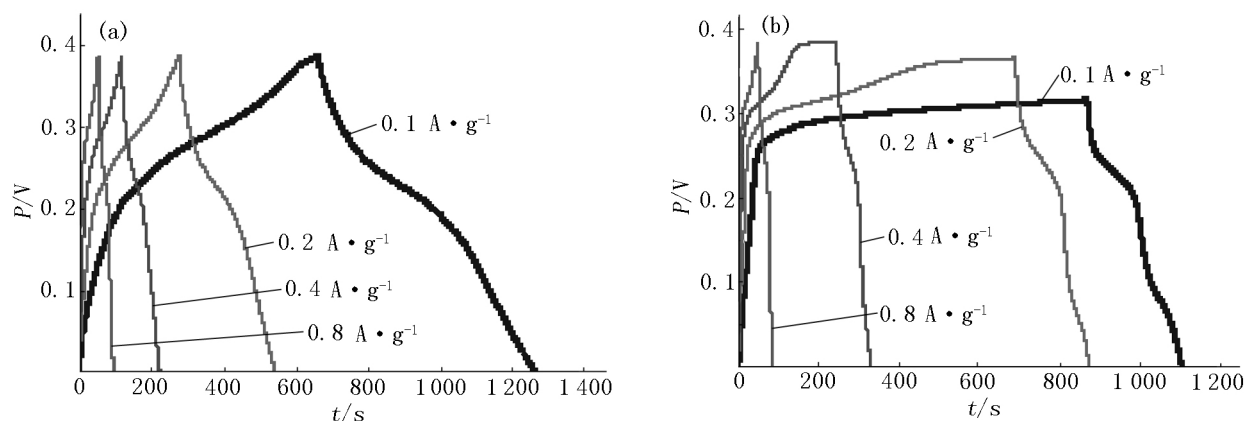 (a)
0.4
0.3
0.2
0.1
P/V
0.1 A·g⁻¹
0.2 A·g⁻¹
0.4 A·g⁻¹
0.8 A·g⁻¹
0 200 400 600 800 1 000 1 200 1 400
t/s
(b)
0.4
0.3
0.2
0.1
P/V
0.1 A·g⁻¹
0.2 A·g⁻¹
0.4 A·g⁻¹
0.8 A·g⁻¹
0 200 400 600 800 1 000 1 200
t/s